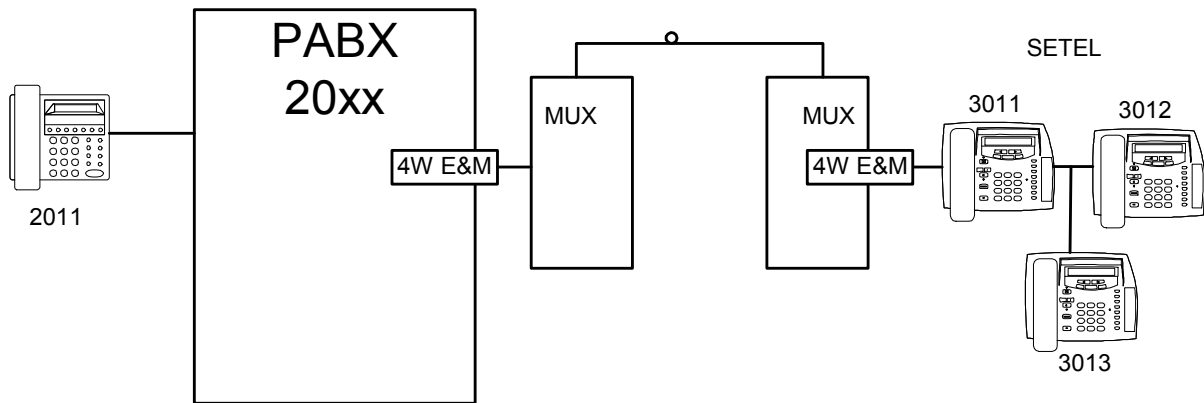 PABX
20xx
SETEL
MUX
MUX
3011
3012
4W E&M
4W E&M
2011
3013